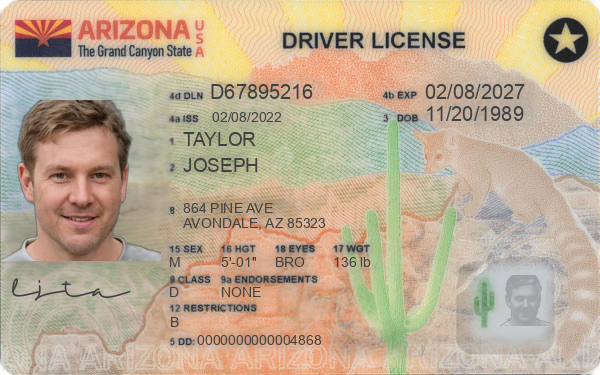 ARIZONA USA
The Grand Canyon State
DRIVER LICENSE
4d DLN D67895216
4b EXP 02/08/2027
4a ISS 02/08/2022
3 DOB 11/20/1989
1 TAYLOR
2 JOSEPH
8 864 PINE AVE
AVONDALE, AZ 85323
15 SEX 16 HGT 18 EYES 17 WGT
M 5'-01" BRO 136 lb
9 CLASS 9a ENDORSEMENTS
D NONE
12 RESTRICTIONS
B
5 DD: 0000000000004868
ARIZONA ARIZONA ARIZONA ARIZONA